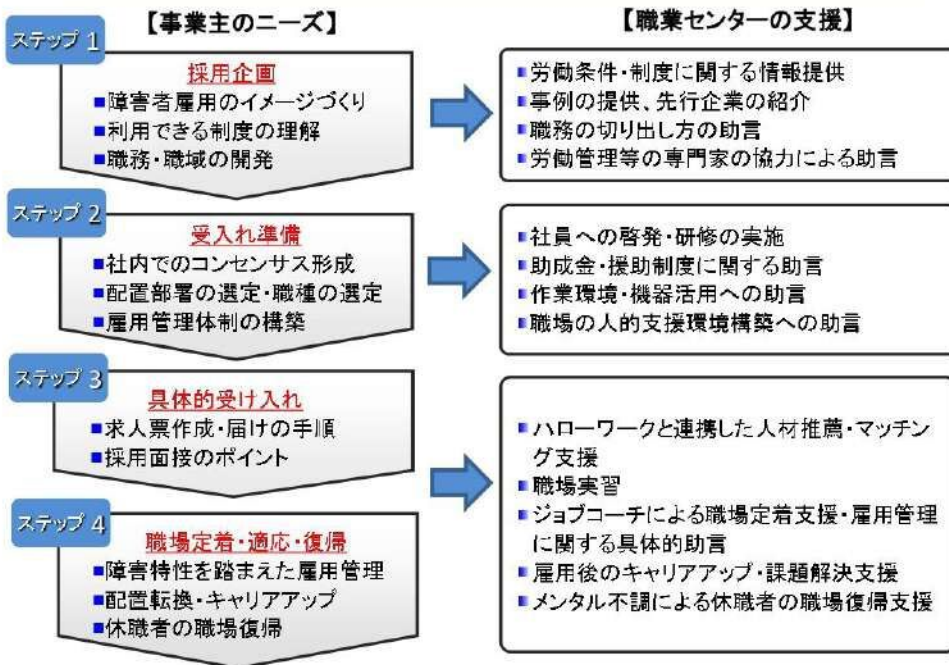 【事業主のニーズ】
【職業センターの支援】
ステップ 1
採用企画
■障害者雇用のイメージづくり
■利用できる制度の理解
■職務・職域の開発
■労働条件・制度に関する情報提供
■事例の提供、先行企業の紹介
■職務の切り出し方の助言
■労働管理等の専門家の協力による助言
ステップ 2
受入れ準備
■社内でのコンセンサス形成
■配置部署の選定・職種の選定
■雇用管理体制の構築
■社員への啓発・研修の実施
■助成金・援助制度に関する助言
■作業環境・機器活用への助言
■職場の人的支援環境構築への助言
ステップ 3
具体的受け入れ
■求人票作成・届けの手順
■採用面接のポイント
ステップ 4
職場定着・適応・復帰
■障害特性を踏まえた雇用管理
■配置転換・キャリアアップ
■休職者の職場復帰
■ハローワークと連携した人材推薦・マッチン
グ支援
■職場実習
■ジョブコーチによる職場定着支援・雇用管理
に関する具体的助言
■雇用後のキャリアアップ・課題解決支援
■メンタル不調による休職者の職場復帰支援